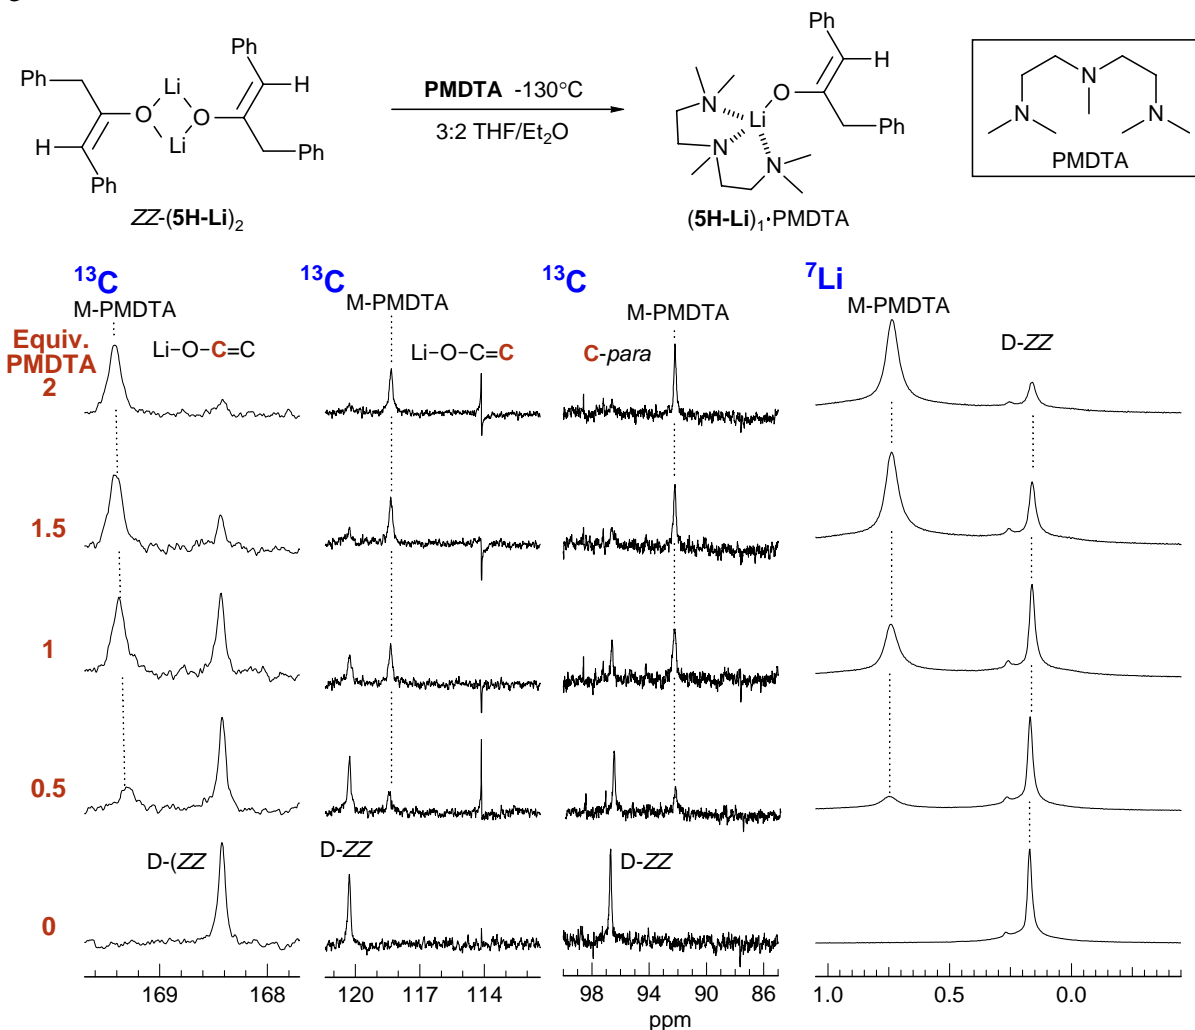 Ph
Ph
Ph
H
Li
O
O
Li
H
Ph
Ph
ZZ-(5H-Li)2
PMDTA -130°C
3:2 THF/Et2O
Ph
H
O
N
Li
N
N
Ph
(5H-Li)1·PMDTA
N
N
N
PMDTA
13C
13C
13C
7Li
M-PMDTA
M-PMDTA
M-PMDTA
M-PMDTA
Equiv.
PMDTA
Li-O-C=C
Li-O-C=C
C-para
D-ZZ
2
1.5
1
0.5
D-(ZZ
D-ZZ
D-ZZ
0
169 168
120 117 114
98 94 90 86
1.0 0.5 0.0
ppm